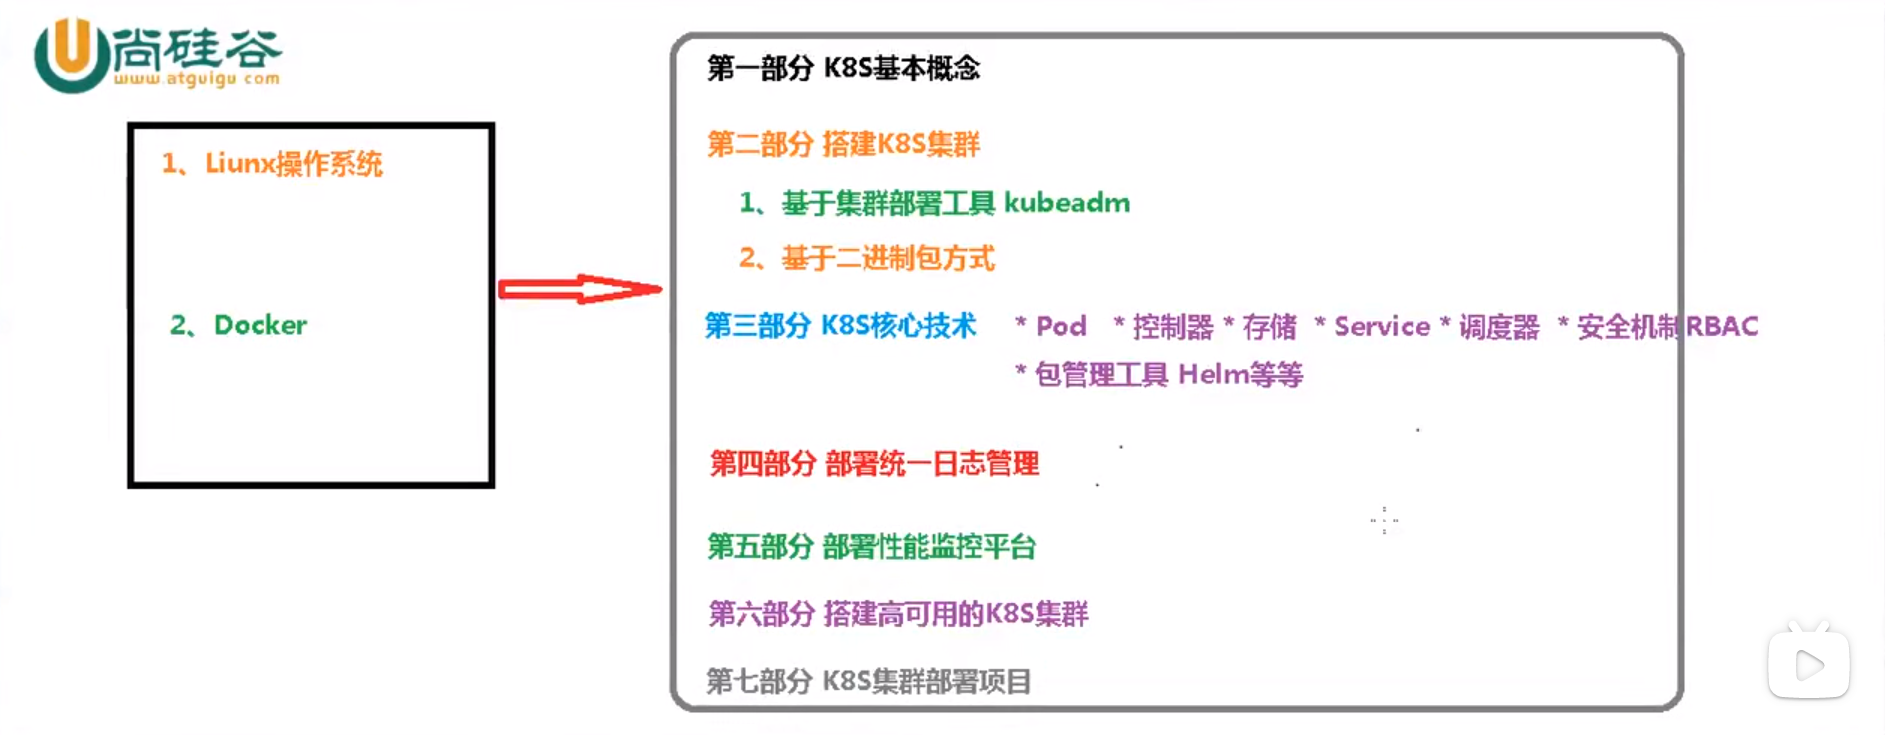 尚硅谷
www.atguigu.com
1、Liunx操作系统
2、Docker
第一部分 K8S基本概念
第二部分 搭建K8S集群
1、基于集群部署工具 kubeadm
2、基于二进制包方式
第三部分 K8S核心技术 * Pod * 控制器 * 存储 * Service * 调度器 * 安全机制RBAC
* 包管理工具 Helm等等
第四部分 部署统一日志管理
第五部分 部署性能监控平台
第六部分 搭建高可用的K8S集群
第七部分 K8S集群部署项目